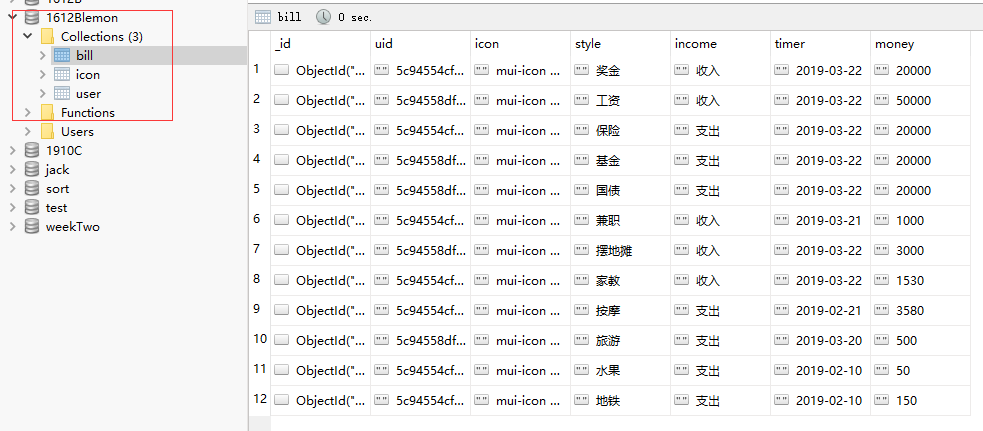 1612B
1612Blemon
Collections (3)
bill
icon
user
Functions
Users
1910C
jack
sort
test
weekTwo
bill 0 sec.
_id uid icon style income timer money
1 ObjectId("... "" 5c94554cf... "" mui-icon ... "" 奖金 "" 收入 "" 2019-03-22 "" 20000
2 ObjectId("... "" 5c94558df... "" mui-icon ... "" 工资 "" 收入 "" 2019-03-22 "" 50000
3 ObjectId("... "" 5c94554cf... "" mui-icon ... "" 保险 "" 支出 "" 2019-03-22 "" 20000
4 ObjectId("... "" 5c94558df... "" mui-icon ... "" 基金 "" 支出 "" 2019-03-22 "" 20000
5 ObjectId("... "" 5c94558df... "" mui-icon ... "" 国债 "" 支出 "" 2019-03-22 "" 20000
6 ObjectId("... "" 5c94554cf... "" mui-icon ... "" 兼职 "" 收入 "" 2019-03-21 "" 1000
7 ObjectId("... "" 5c94558df... "" mui-icon ... "" 摆地摊 "" 收入 "" 2019-03-22 "" 3000
8 ObjectId("... "" 5c94554cf... "" mui-icon ... "" 家教 "" 收入 "" 2019-03-22 "" 1530
9 ObjectId("... "" 5c94554cf... "" mui-icon ... "" 按摩 "" 支出 "" 2019-02-21 "" 3580
10 ObjectId("... "" 5c94558df... "" mui-icon ... "" 旅游 "" 支出 "" 2019-03-20 "" 500
11 ObjectId("... "" 5c94554cf... "" mui-icon ... "" 水果 "" 支出 "" 2019-02-10 "" 50
12 ObjectId("... "" 5c94554cf... "" mui-icon ... "" 地铁 "" 支出 "" 2019-02-10 "" 150